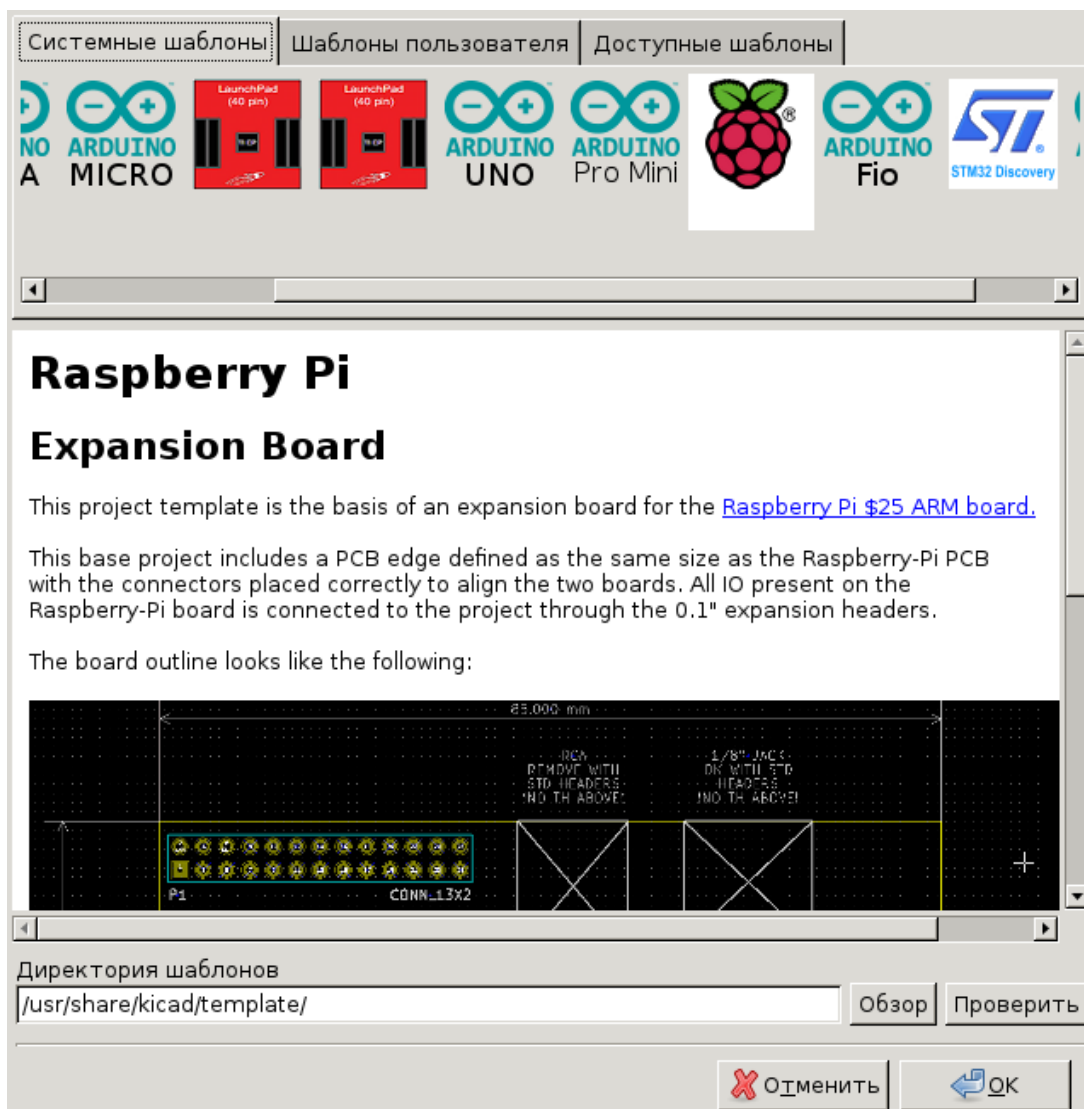 Системные шаблоны
Шаблоны пользователя
Доступные шаблоны
NO
A
ARDUINO
MICRO
LaunchPad
(40 pin)
LaunchPad
(40 pin)
ARDUINO
UNO
ARDUINO
Pro Mini
®
ARDUINO
Fio
STM32 Discovery
Raspberry Pi
Expansion Board
This project template is the basis of an expansion board for the Raspberry Pi $25 ARM board.
This base project includes a PCB edge defined as the same size as the Raspberry-Pi PCB
with the connectors placed correctly to align the two boards. All IO present on the
Raspberry-Pi board is connected to the project through the 0.1" expansion headers.
The board outline looks like the following:
85.000 mm
RCA
REMOVE WITH
STD HEADERS
!NO TH ABOVE!
1/8" JACK
OK WITH STD
HEADERS
!NO TH ABOVE!
P1
CONN_13X2
Директория шаблонов
/usr/share/kicad/template/
Обзор
Проверить
Отменить
OK